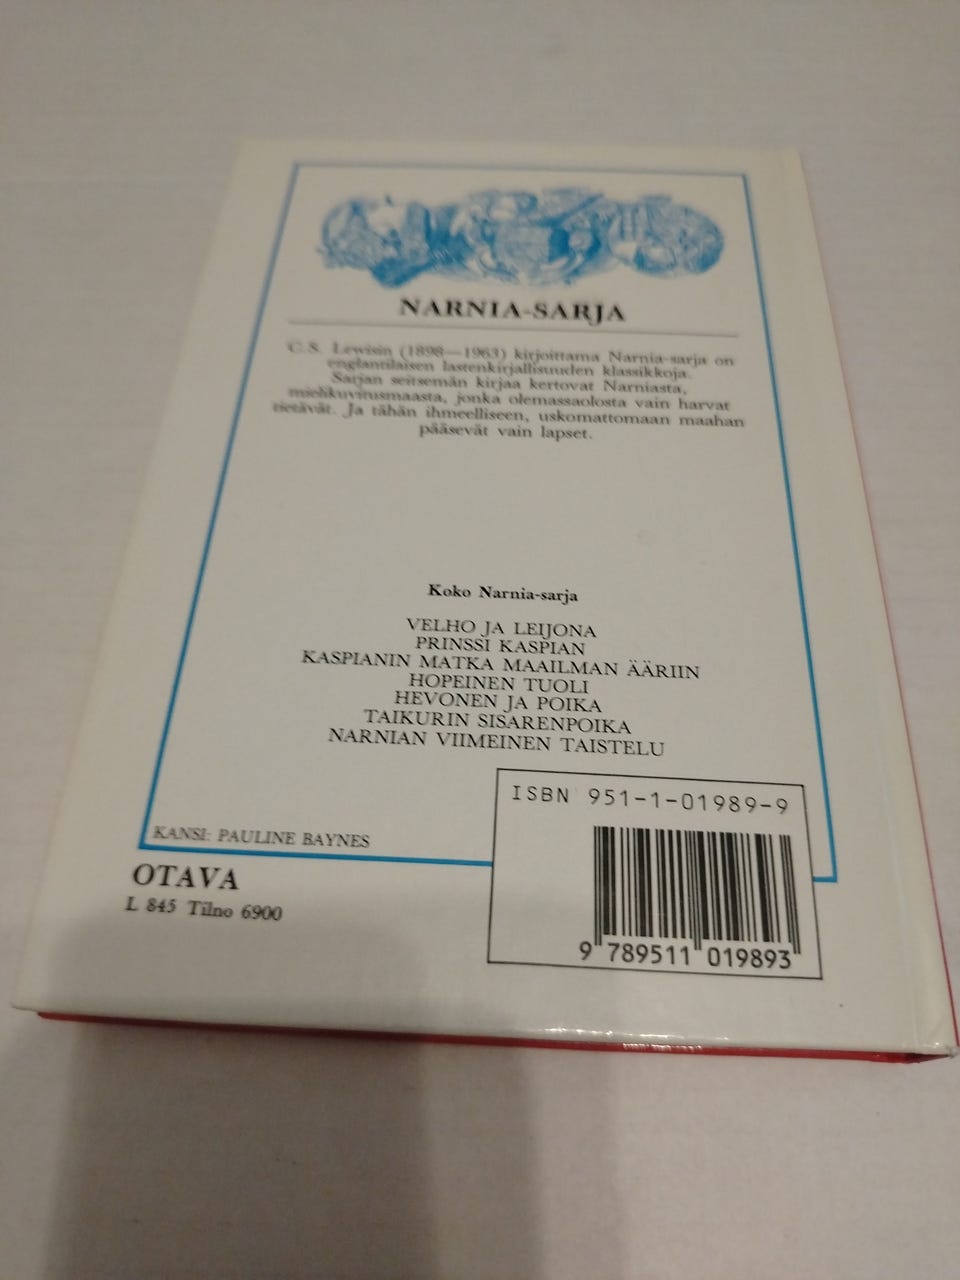 NARNIA-SARJA
C.S. Lewisin (1898—1963) kirjoittama Narnia-sarja on
englantilaisen lastenkirjallisuuden klassikkoja.
Sarjan seitsemän kirjaa kertovat Narniasta,
mielikuvitusmaasta, jonka olemassaolosta vain harvat
tietävät. Ja tähän ihmeelliseen, uskomattomaan maahan
pääsevät vain lapset.
Koko Narnia-sarja
VELHO JA LEIJONA
PRINSSI KASPIAN
KASPIANIN MATKA MAAILMAN ÄÄRIIN
HOPEINEN TUOLI
HEVONEN JA POIKA
TAIKURIN SISARENPOIKA
NARNIAN VIIMEINEN TAISTELU
ISBN 951-1-01989-9
9 789511 019893
KANSI: PAULINE BAYNES
OTAVA
L 845 Tilno 6900